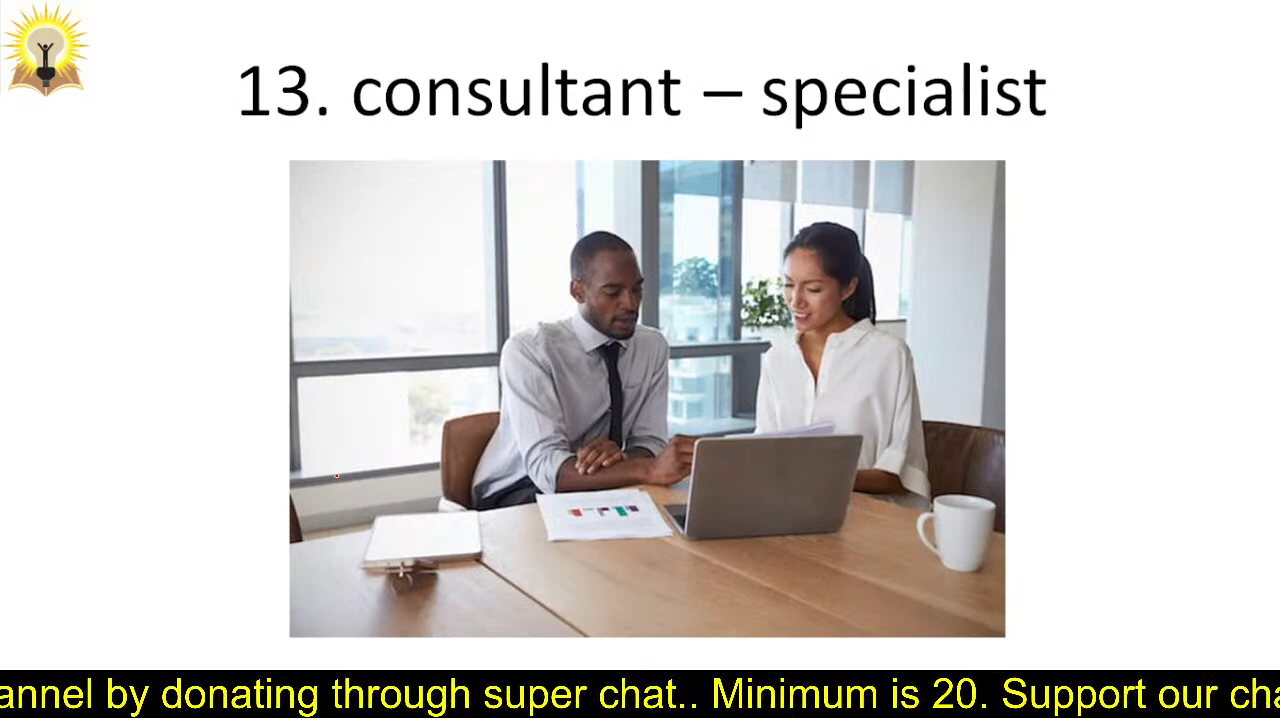 13. consultant – specialist
annel by donating through super chat.. Minimum is 20. Support our cha